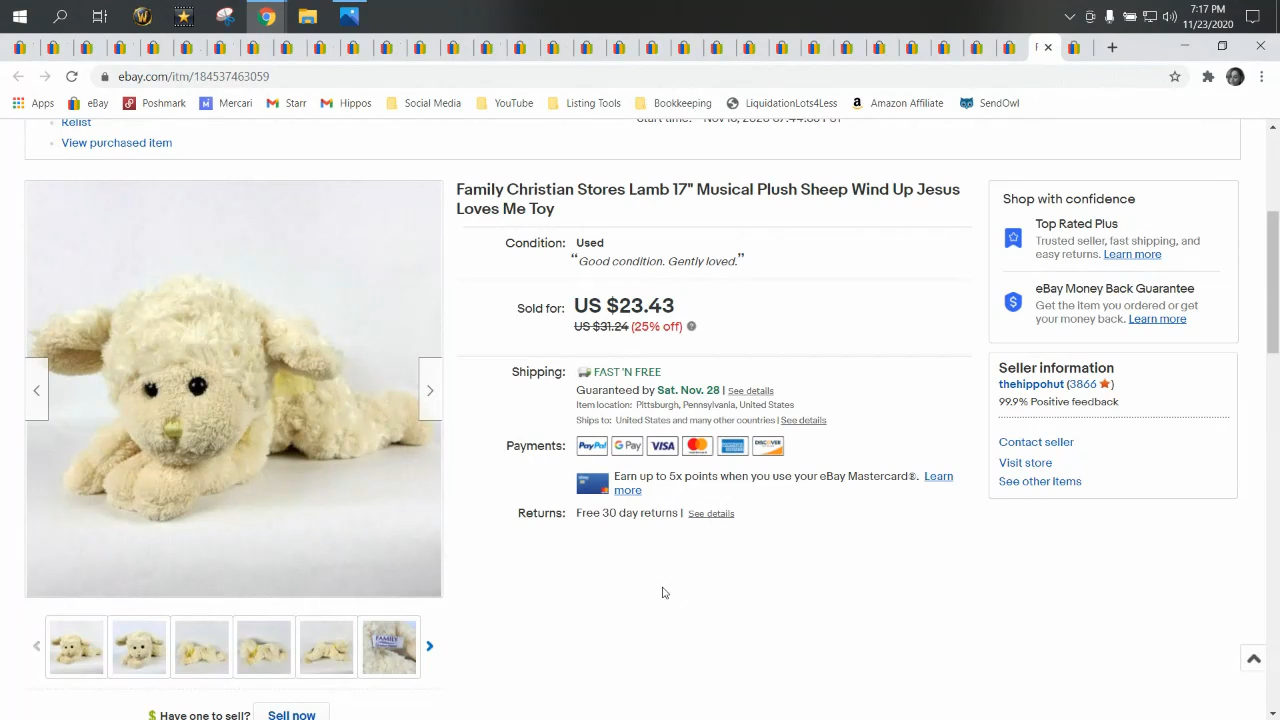 7:17 PM
11/23/2020
ebay.com/itm/184537463059
Apps eBay Poshmark Mercari Starr Hippos Social Media YouTube Listing Tools Bookkeeping LiquidationLots4Less Amazon Affiliate SendOwl
Relist
View purchased item
Family Christian Stores Lamb 17" Musical Plush Sheep Wind Up Jesus
Loves Me Toy
Condition: Used
"Good condition. Gently loved."
Sold for: US $23.43
US $31.24 (25% off)
Shipping: FAST 'N FREE
Guaranteed by Sat. Nov. 28 | See details
Item location: Pittsburgh, Pennsylvania, United States
Ships to: United States and many other countries | See details
Payments: PayPal G Pay VISA mastercard AMERICAN EXPRESS DISCOVER
Earn up to 5x points when you use your eBay Mastercard®. Learn
more
Returns: Free 30 day returns | See details
Shop with confidence
Top Rated Plus
Trusted seller, fast shipping, and
easy returns. Learn more
eBay Money Back Guarantee
Get the item you ordered or get
your money back. Learn more
Seller information
thehippohut (3866)
99.9% Positive feedback
Contact seller
Visit store
See other items
FAMILY
Have one to sell? Sell now